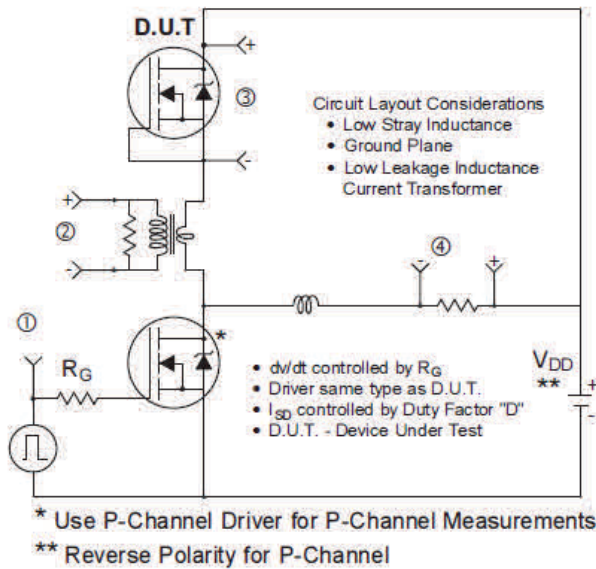 D.U.T
+
③
-
Circuit Layout Considerations
• Low Stray Inductance
• Ground Plane
• Low Leakage Inductance
Current Transformer
+
②
-
④
- +
①
RG
*
• dv/dt controlled by RG
• Driver same type as D.U.T.
• ISD controlled by Duty Factor "D"
• D.U.T. - Device Under Test
VDD
**
+
-
* Use P-Channel Driver for P-Channel Measurements
** Reverse Polarity for P-Channel